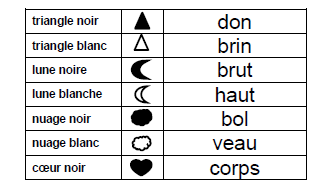 triangle noir don
triangle blanc brin
lune noire brut
lune blanche haut
nuage noir bol
nuage blanc veau
cœur noir corps